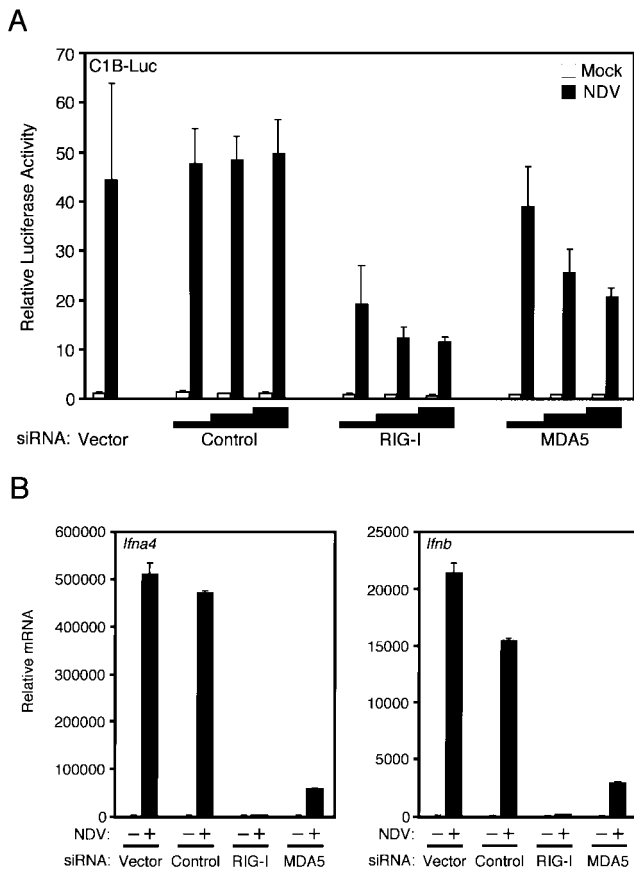 A
C1B-Luc
Mock
NDV
Relative Luciferase Activity
70
60
50
40
30
20
10
0
siRNA: Vector Control RIG-I MDA5
B
Ifna4
Relative mRNA
600000
500000
400000
300000
200000
100000
0
NDV: – + – + – + – +
siRNA: Vector Control RIG-I MDA5
Ifnb
25000
20000
15000
10000
5000
0
NDV: – + – + – + – +
siRNA: Vector Control RIG-I MDA5